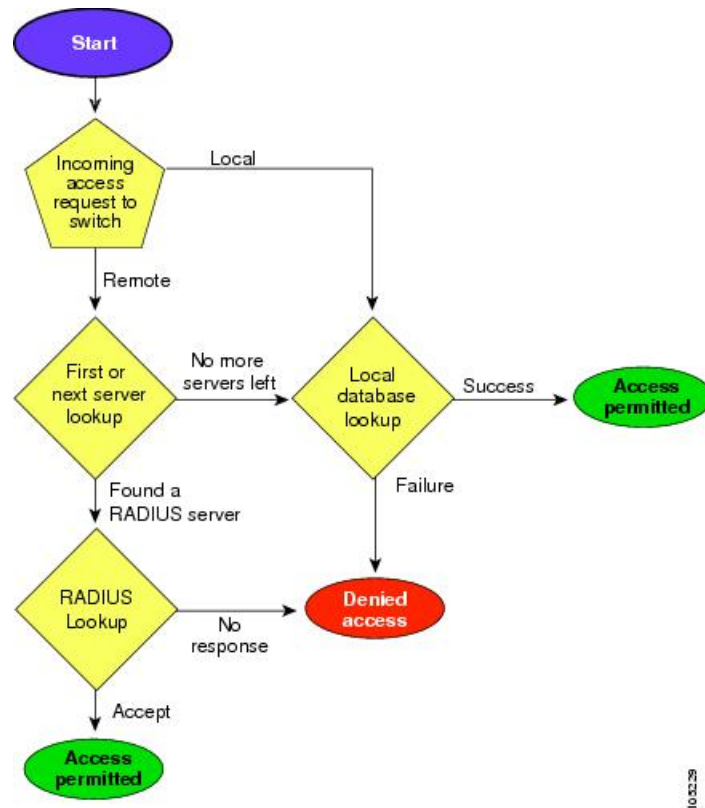 Start
Incoming
access
request to
switch
Local
Remote
First or
next server
lookup
No more
servers left
Local
database
lookup
Success
Access
permitted
Found a
RADIUS server
Failure
RADIUS
Lookup
No
response
Denied
access
Accept
Access
permitted
105229